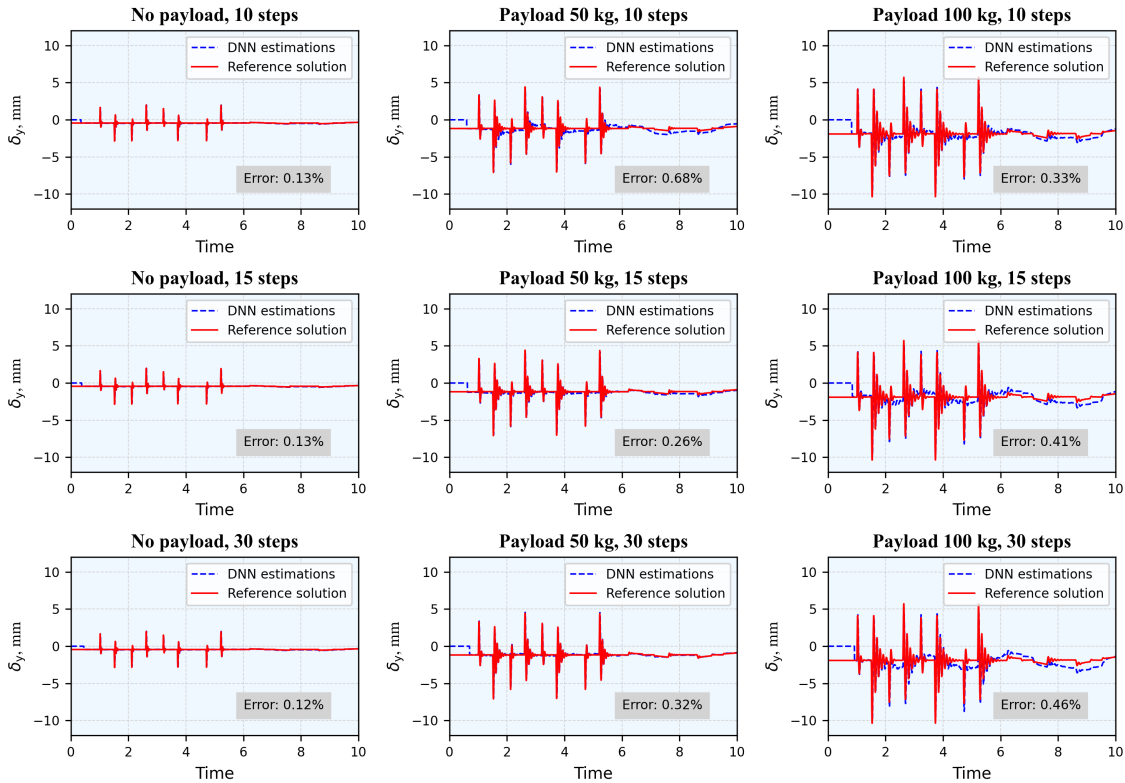 No payload, 10 steps
10
5
0
−5
−10
δy, mm
DNN estimations
Reference solution
Error: 0.13%
0 2 4 6 8 10
Time
Payload 50 kg, 10 steps
10
5
0
−5
−10
δy, mm
DNN estimations
Reference solution
Error: 0.68%
0 2 4 6 8 10
Time
Payload 100 kg, 10 steps
10
5
0
−5
−10
δy, mm
DNN estimations
Reference solution
Error: 0.33%
0 2 4 6 8 10
Time
No payload, 15 steps
10
5
0
−5
−10
δy, mm
DNN estimations
Reference solution
Error: 0.13%
0 2 4 6 8 10
Time
Payload 50 kg, 15 steps
10
5
0
−5
−10
δy, mm
DNN estimations
Reference solution
Error: 0.26%
0 2 4 6 8 10
Time
Payload 100 kg, 15 steps
10
5
0
−5
−10
δy, mm
DNN estimations
Reference solution
Error: 0.41%
0 2 4 6 8 10
Time
No payload, 30 steps
10
5
0
−5
−10
δy, mm
DNN estimations
Reference solution
Error: 0.12%
0 2 4 6 8 10
Time
Payload 50 kg, 30 steps
10
5
0
−5
−10
δy, mm
DNN estimations
Reference solution
Error: 0.32%
0 2 4 6 8 10
Time
Payload 100 kg, 30 steps
10
5
0
−5
−10
δy, mm
DNN estimations
Reference solution
Error: 0.46%
0 2 4 6 8 10
Time